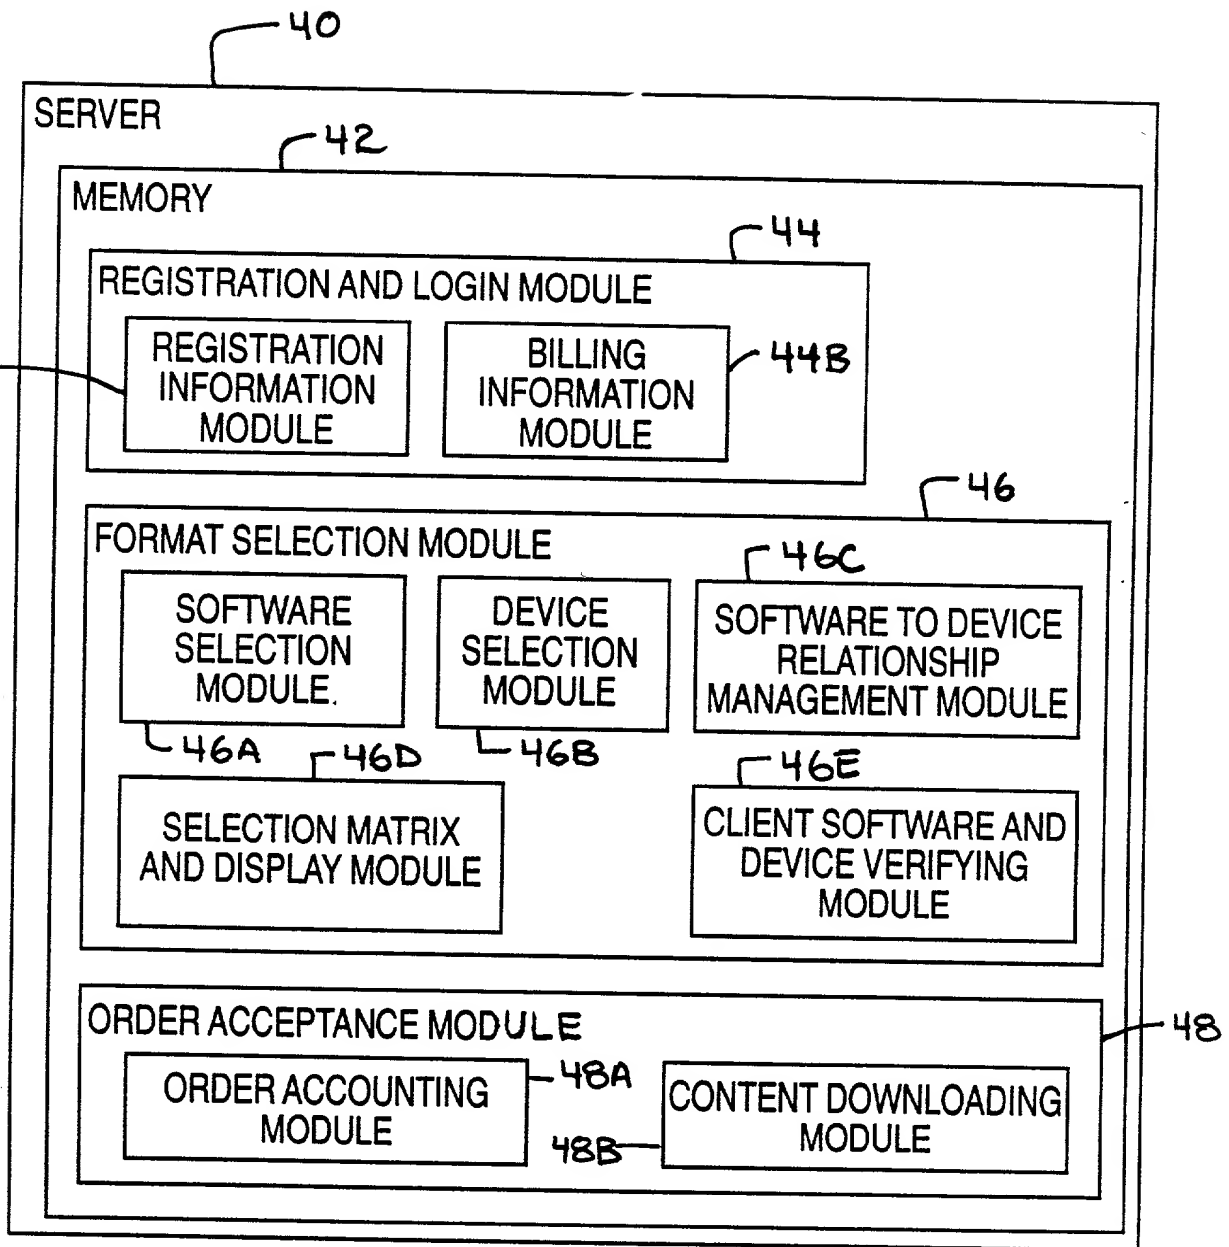 40
SERVER
42
MEMORY
44
REGISTRATION AND LOGIN MODULE
REGISTRATION
INFORMATION
MODULE
BILLING
INFORMATION
MODULE
44B
46
FORMAT SELECTION MODULE
SOFTWARE
SELECTION
MODULE.
46A
DEVICE
SELECTION
MODULE
46B
46C
SOFTWARE TO DEVICE
RELATIONSHIP
MANAGEMENT MODULE
46D
SELECTION MATRIX
AND DISPLAY MODULE
46E
CLIENT SOFTWARE AND
DEVICE VERIFYING
MODULE
48
ORDER ACCEPTANCE MODULE
ORDER ACCOUNTING
MODULE
48A
48B
CONTENT DOWNLOADING
MODULE